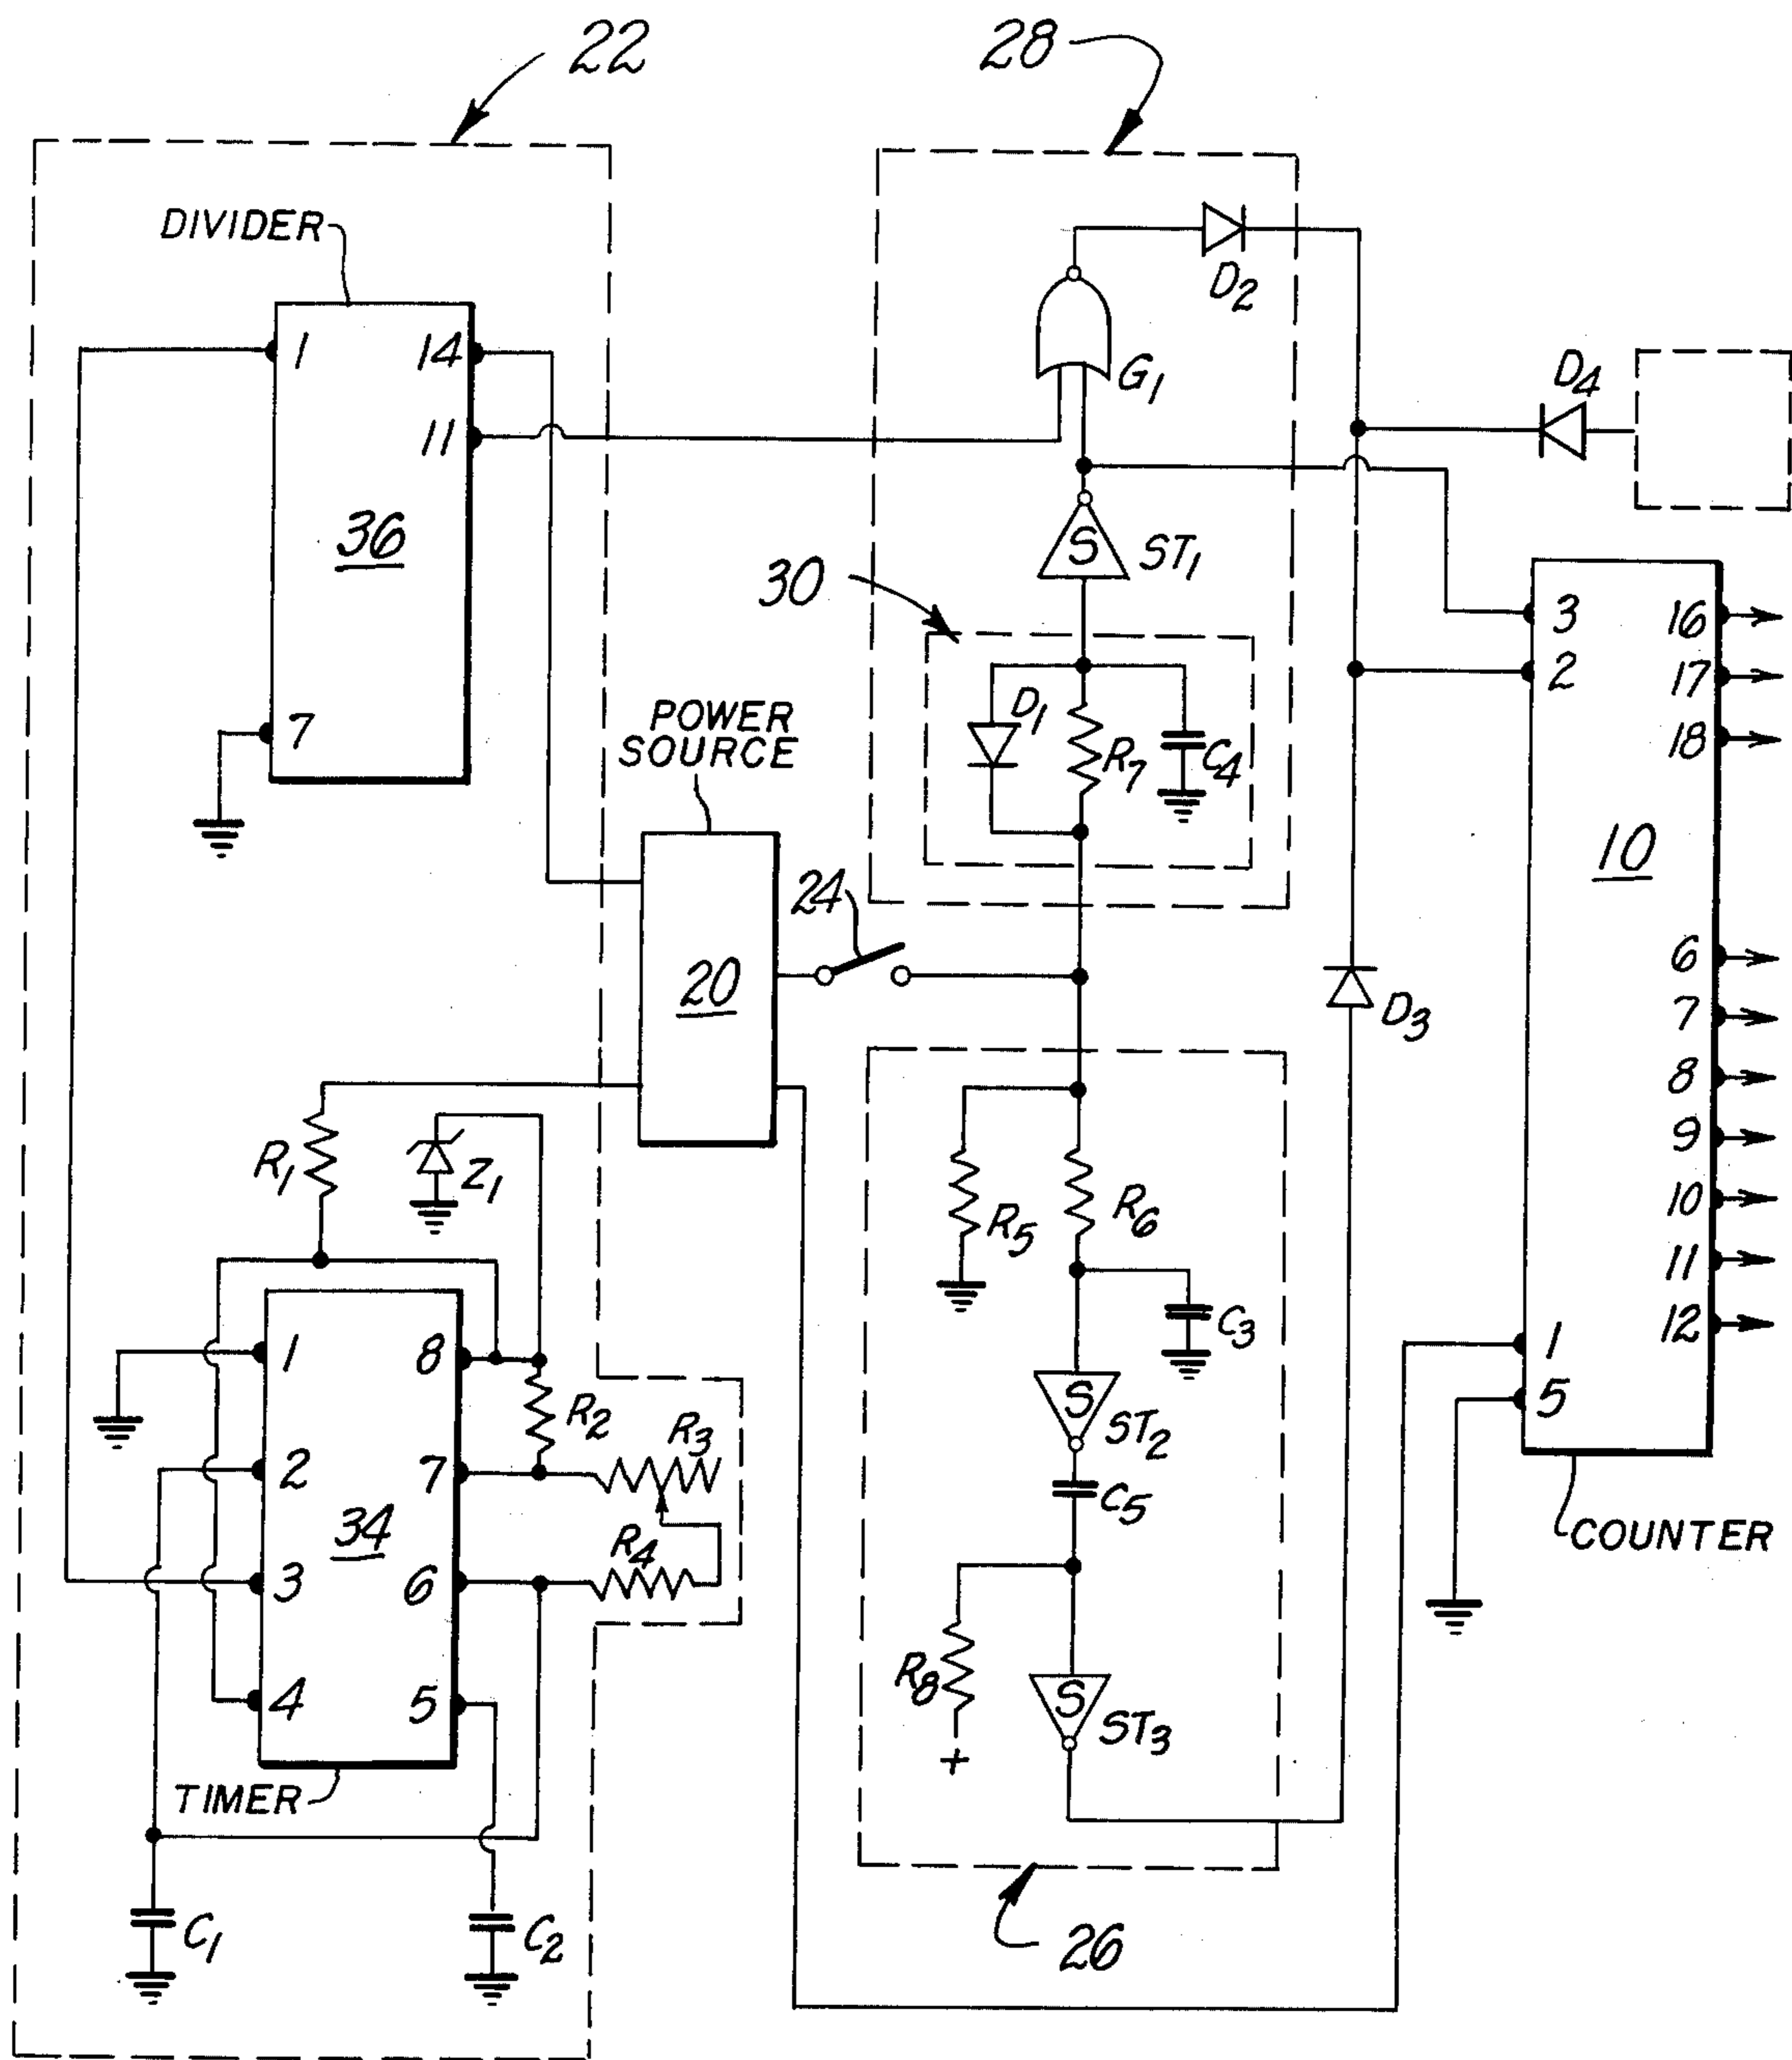 22
28
DIVIDER
D2
1
14
11
36
7
G1
D4
ST1
30
D1
R7
C4
3
2
16
17
18
10
POWER
SOURCE
24
20
6
7
8
9
10
11
12
D3
R1
Z1
R5
R6
C3
1
8
R2
R3
2
7
34
R4
3
6
4
5
TIMER
C1
C2
ST2
S
S
C5
R8
S
ST3
+
1
5
COUNTER
26